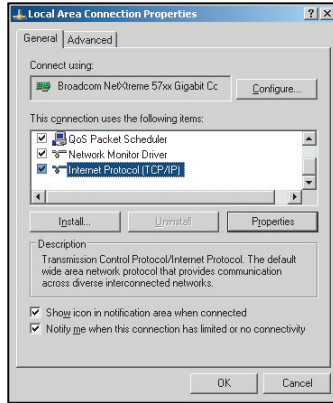 Local Area Connection Properties
General Advanced
Connect using:
Broadcom NetXtreme 57xx Gigabit Cc Configure...
This connection uses the following items:
QoS Packet Scheduler
Network Monitor Driver
Internet Protocol (TCP/IP)
Install... Uninstall Properties
Description
Transmission Control Protocol/Internet Protocol. The default
wide area network protocol that provides communication
across diverse interconnected networks.
Show icon in notification area when connected
Notify me when this connection has limited or no connectivity
OK Cancel